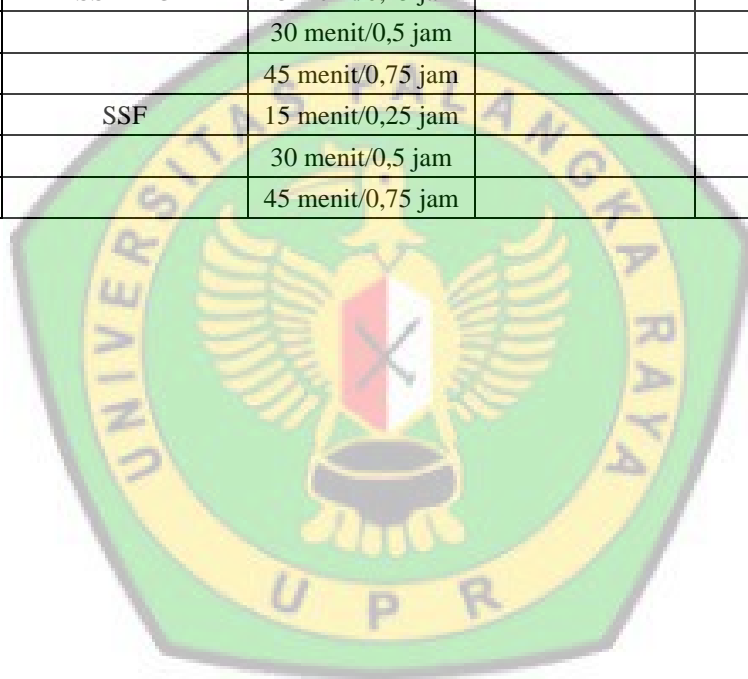 30 menit/0,5 jam
45 menit/0,75 jam
SSF 15 menit/0,25 jam
30 menit/0,5 jam
45 menit/0,75 jam
UNIVERSITAS PALANGKA RAYA
UPR